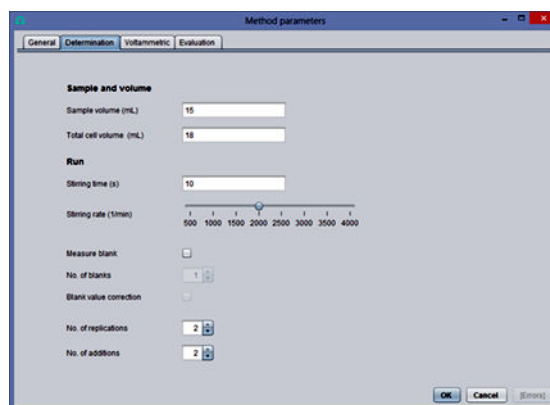 Method parameters
General Determination Voltammetric Evaluation
Sample and volume
Sample volume (mL) 15
Total cell volume (mL) 18
Run
Stirring time (s) 10
Stirring rate (1/min)
500 1000 1500 2000 2500 3000 3500 4000
Measure blank
No. of blanks 1
Blank value correction
No. of replications 2
No. of additions 2
OK Cancel [Errors]